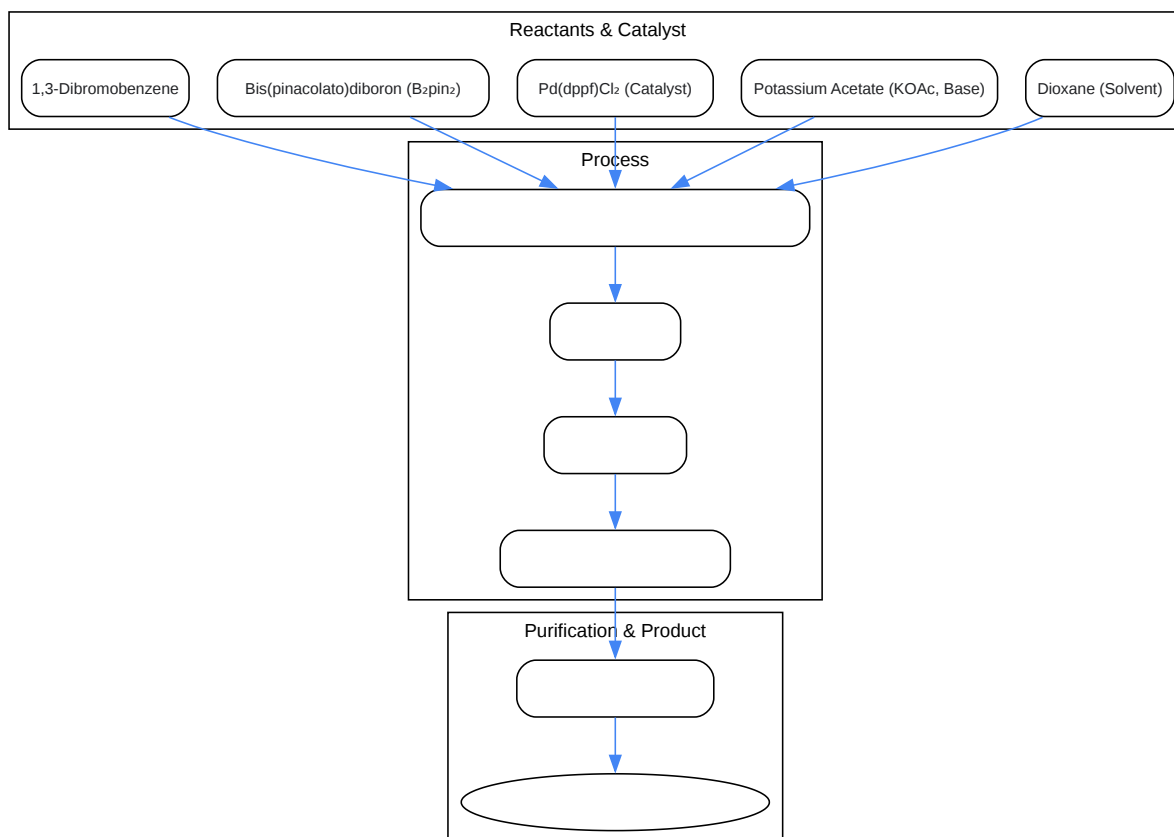 Reactants & Catalyst
1,3-Dibromobenzene
Bis(pinacolato)diboron (B₂pin₂)
Pd(dppf)Cl₂ (Catalyst)
Potassium Acetate (KOAc, Base)
Dioxane (Solvent)
Process
Purification & Product